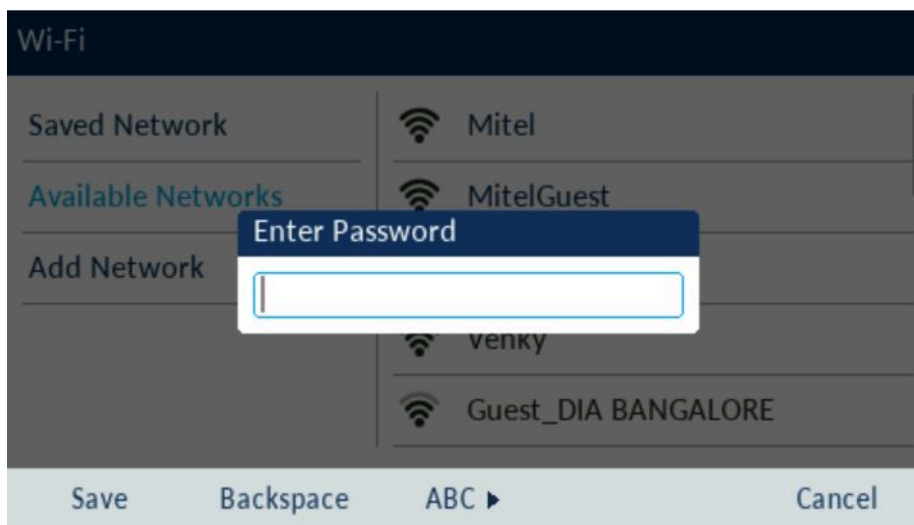 Wi-Fi
Saved Network
Available Networks
Add Network
Mitel
MitelGuest
Venky
Guest_DIA BANGALORE
Enter Password
Save Backspace ABC Cancel